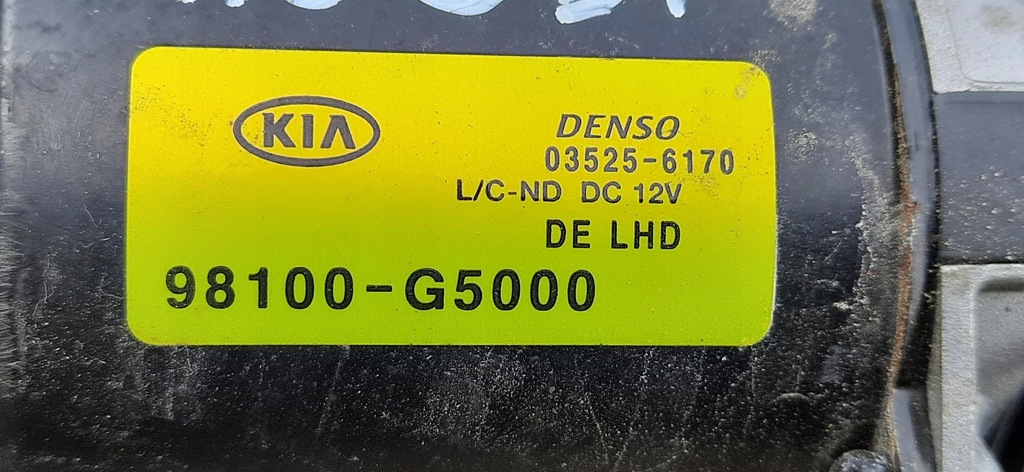 KIA
DENSO
03525-6170
L/C-ND DC 12V
DE LHD
98100-G5000